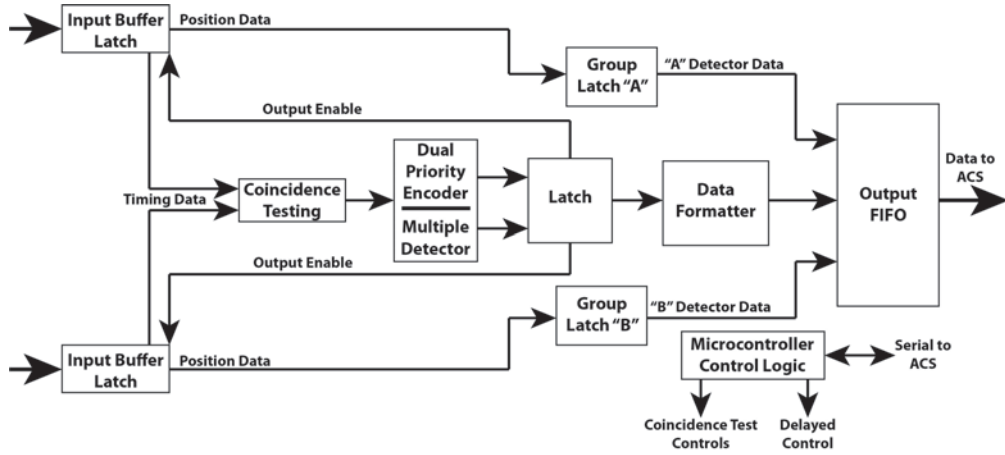 Input Buffer
Latch
Position Data
Group
Latch "A"
"A" Detector Data
Output Enable
Timing Data
Coincidence
Testing
Dual
Priority
Encoder
Multiple
Detector
Latch
Data
Formatter
Output
FIFO
Data to
ACS
Output Enable
Input Buffer
Latch
Position Data
Group
Latch "B"
"B" Detector Data
Microcontroller
Control Logic
Serial to
ACS
Coincidence Test
Controls
Delayed
Control